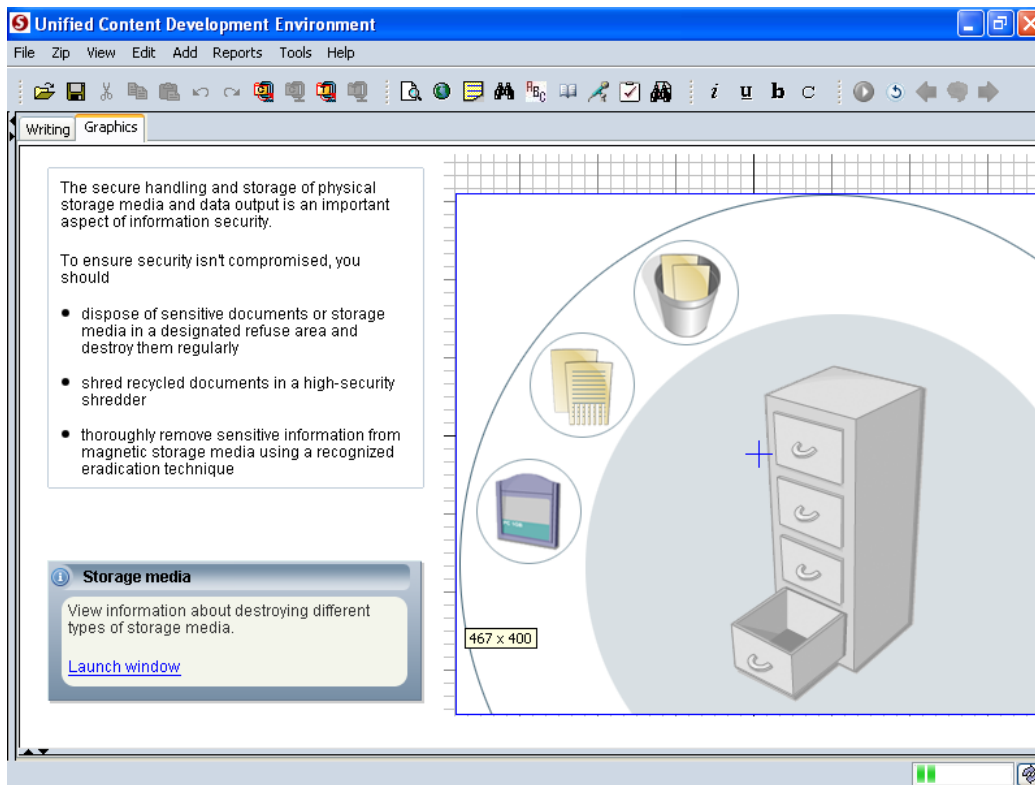 Unified Content Development Environment
File Zip View Edit Add Reports Tools Help
ABC i u b C
Writing Graphics
The secure handling and storage of physical
storage media and data output is an important
aspect of information security.
To ensure security isn't compromised, you
should
dispose of sensitive documents or storage
media in a designated refuse area and
destroy them regularly
shred recycled documents in a high-security
shredder
thoroughly remove sensitive information from
magnetic storage media using a recognized
eradication technique
Storage media
View information about destroying different
types of storage media.
Launch window
467 x 400